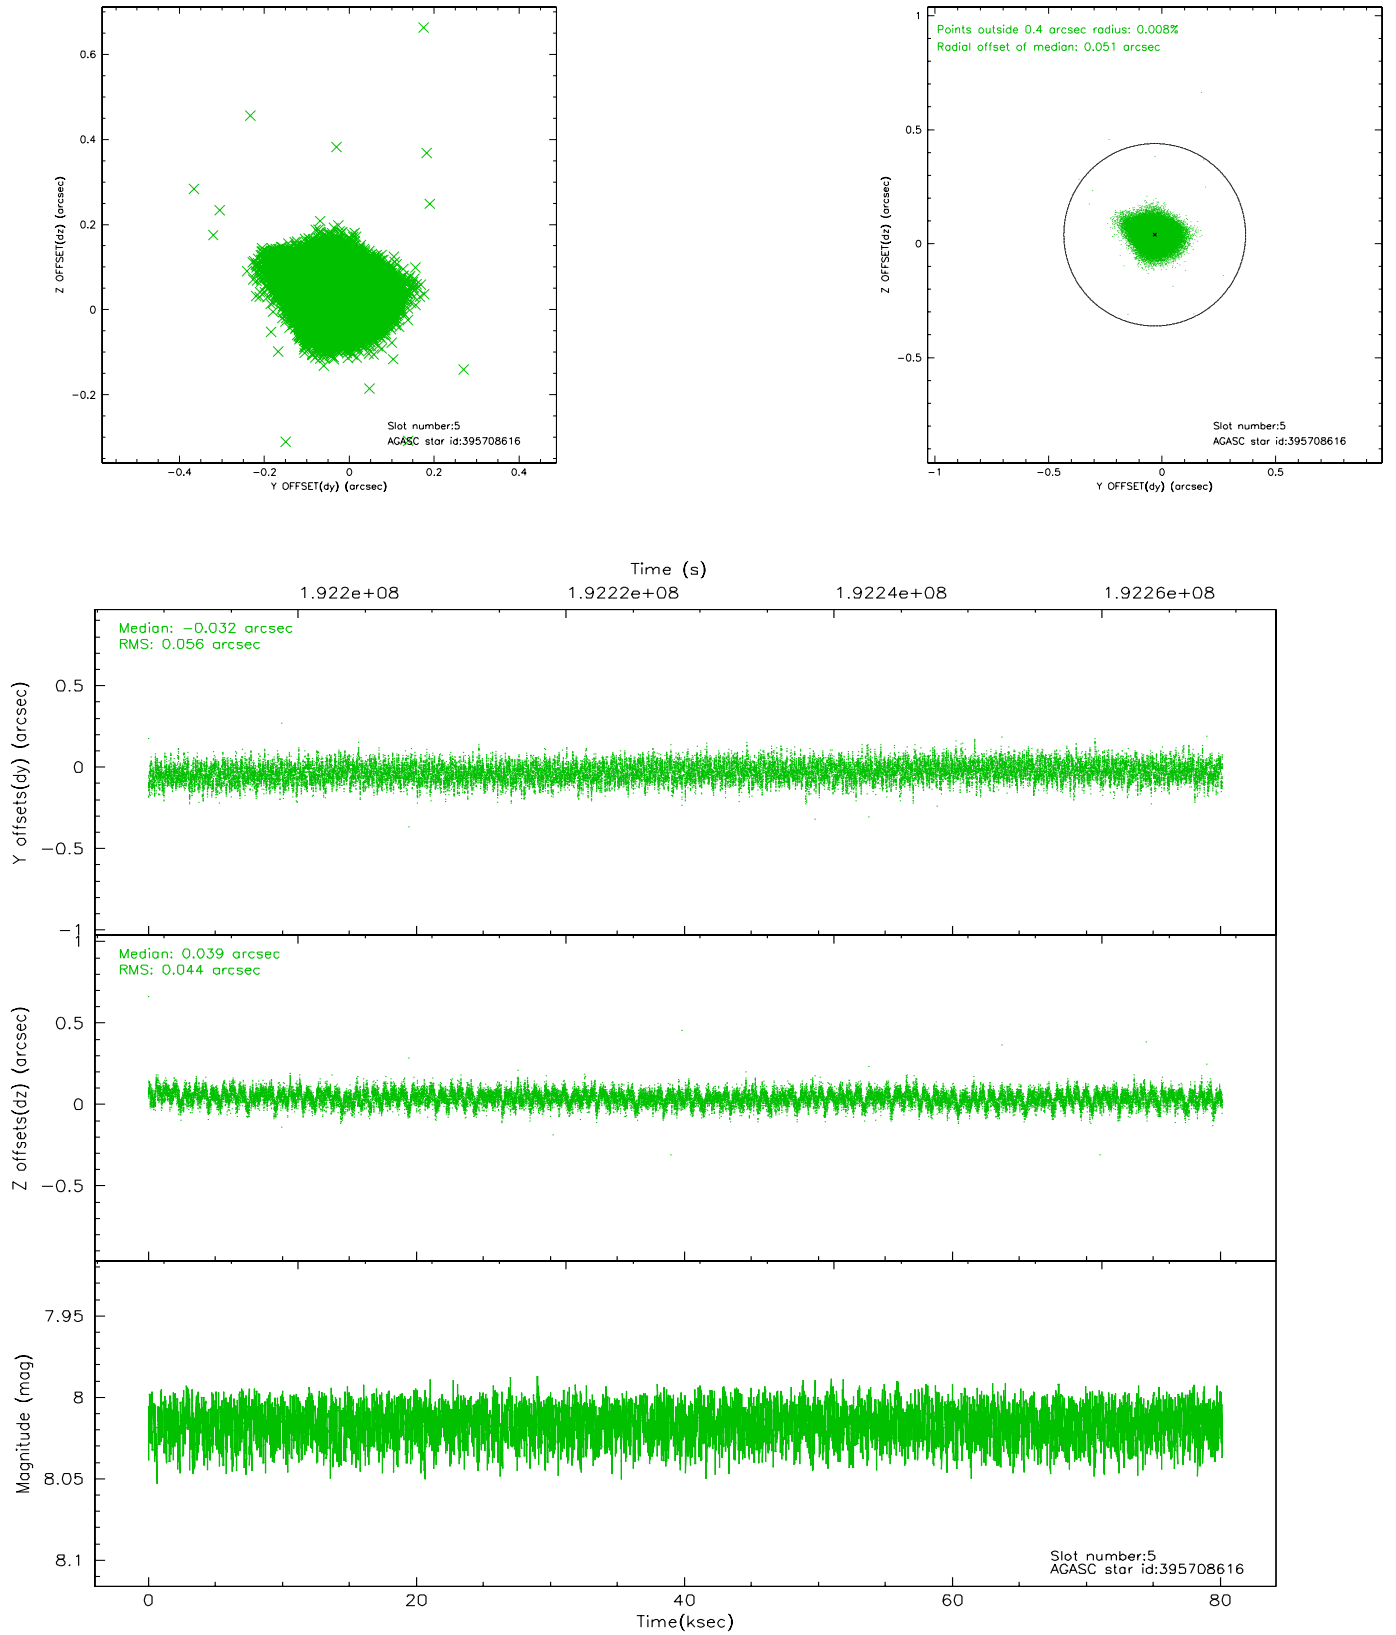 0.6
0.4
0.2
0
−0.2
Z OFFSET(dz) (arcsec)
Slot number:5
AGASC star id:395708616
−0.4 −0.2 0 0.2 0.4
Y OFFSET(dy) (arcsec)
1
0.5
0
−0.5
Z OFFSET(dz) (arcsec)
Points outside 0.4 arcsec radius: 0.008%
Radial offset of median: 0.051 arcsec
Slot number:5
AGASC star id:395708616
−1 −0.5 0 0.5
Y OFFSET(dy) (arcsec)
Time (s)
1.922e+08 1.9222e+08 1.9224e+08 1.9226e+08
Median: −0.032 arcsec
RMS: 0.056 arcsec
0.5
0
−0.5
−1
Y offsets(dy) (arcsec)
1
Median: 0.039 arcsec
RMS: 0.044 arcsec
0.5
0
−0.5
Z offsets(dz) (arcsec)
7.95
8
8.05
8.1
Magnitude (mag)
Slot number:5
AGASC star id:395708616
0 20 40 60 80
Time(ksec)